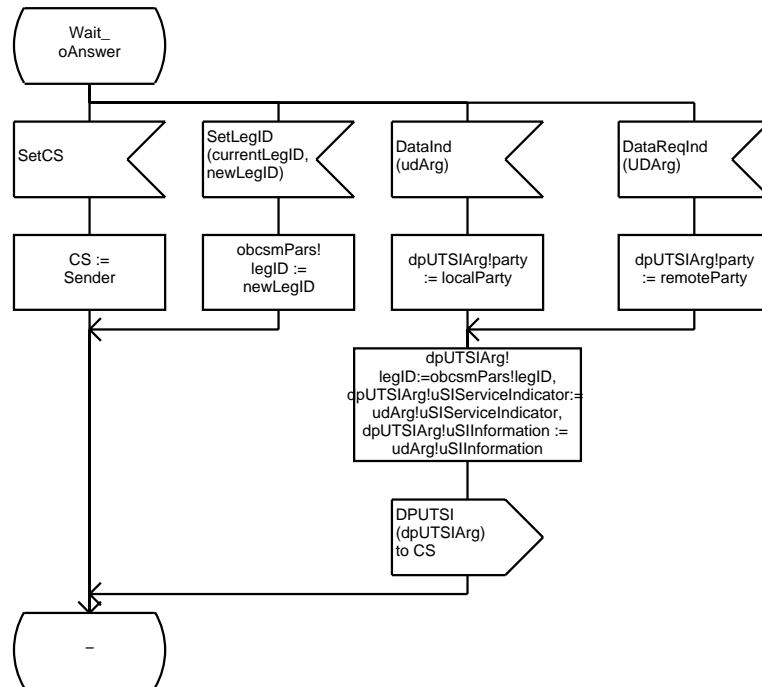 Wait_
oAnswer
SetCS
SetLegID
(currentLegID,
newLegID)
DataInd
(udArg)
DataReqInd
(UDArg)
CS :=
Sender
obcsmPars!
legID :=
newLegID
dpUTSIArg!party
:= localParty
dpUTSIArg!party
:= remoteParty
dpUTSIArg!
legID:=obcsmPars!legID,
dpUTSIArg!uSIServiceIndicator:=
udArg!uSIServiceIndicator,
dpUTSIArg!uSIInformation :=
udArg!uSIInformation
DPUTSI
(dpUTSIArg)
to CS
–